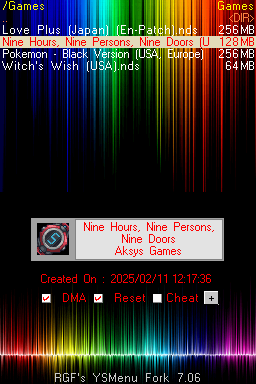 /Games Games
.. <DIR>
Love Plus (Japan) (En-Patch).nds 256MB
Nine Hours, Nine Persons, Nine Doors (U 128MB
Pokemon - Black Version (USA, Europe) 256MB
Witch's Wish (USA).nds 64MB
Nine Hours, Nine Persons,
Nine Doors
Aksys Games
Created On : 2025/02/11 12:17:36
DMA Reset Cheat +
RGF's YSMenu Fork 7.06